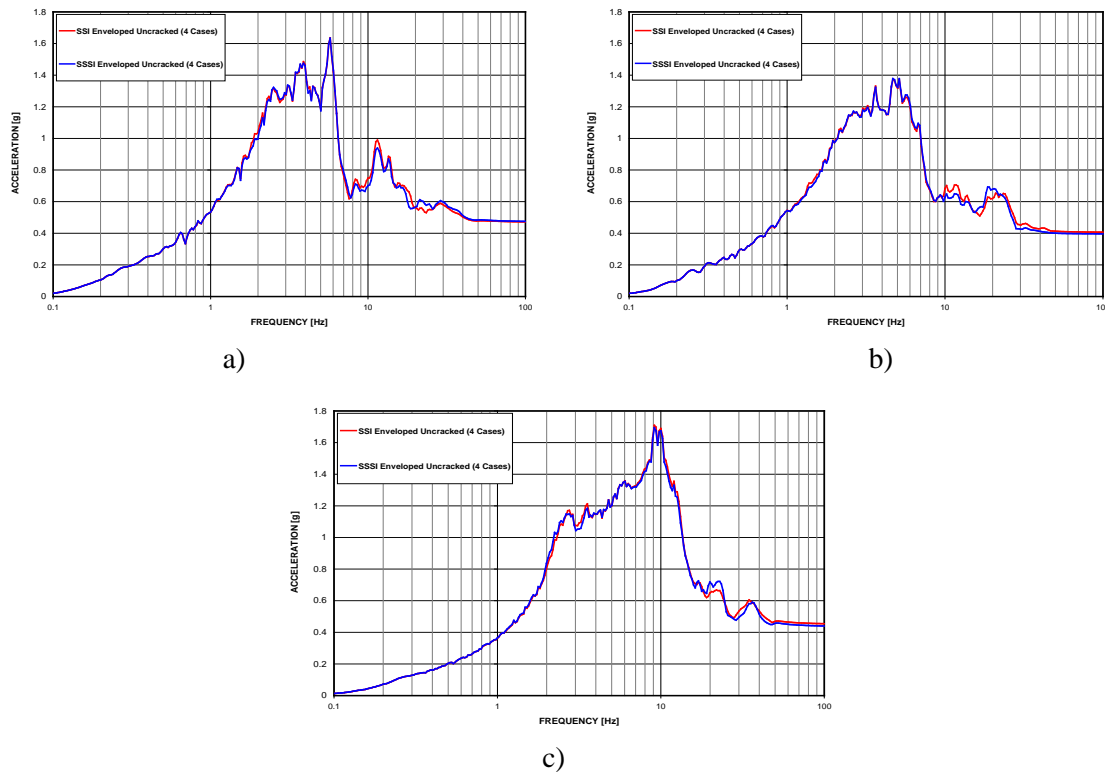 1.8
1.6
1.4
1.2
1
0.8
0.6
0.4
0.2
0
ACCELERATION [g]
SSI Enveloped Uncracked (4 Cases)
SSSI Enveloped Uncracked (4 Cases)
0.1 1 10 100
FREQUENCY [Hz]
a)
1.8
1.6
1.4
1.2
1
0.8
0.6
0.4
0.2
0
ACCELERATION [g]
SSI Enveloped Uncracked (4 Cases)
SSSI Enveloped Uncracked (4 Cases)
0.1 1 10 10
FREQUENCY [Hz]
b)
1.8
1.6
1.4
1.2
1
0.8
0.6
0.4
0.2
0
ACCELERATION [g]
SSI Enveloped Uncracked (4 Cases)
SSSI Enveloped Uncracked (4 Cases)
0.1 1 10 100
FREQUENCY [Hz]
c)